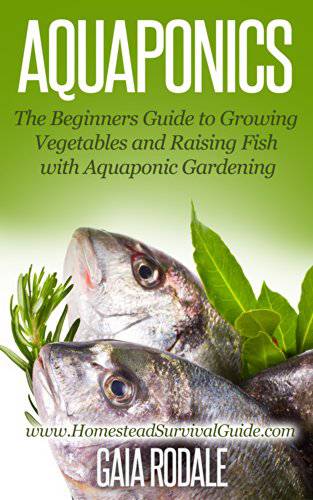 AQUAPONICS
The Beginners Guide to Growing
Vegetables and Raising Fish
with Aquaponic Gardening
www.HomesteadSurvivalGuide.com
GAIA RODALE